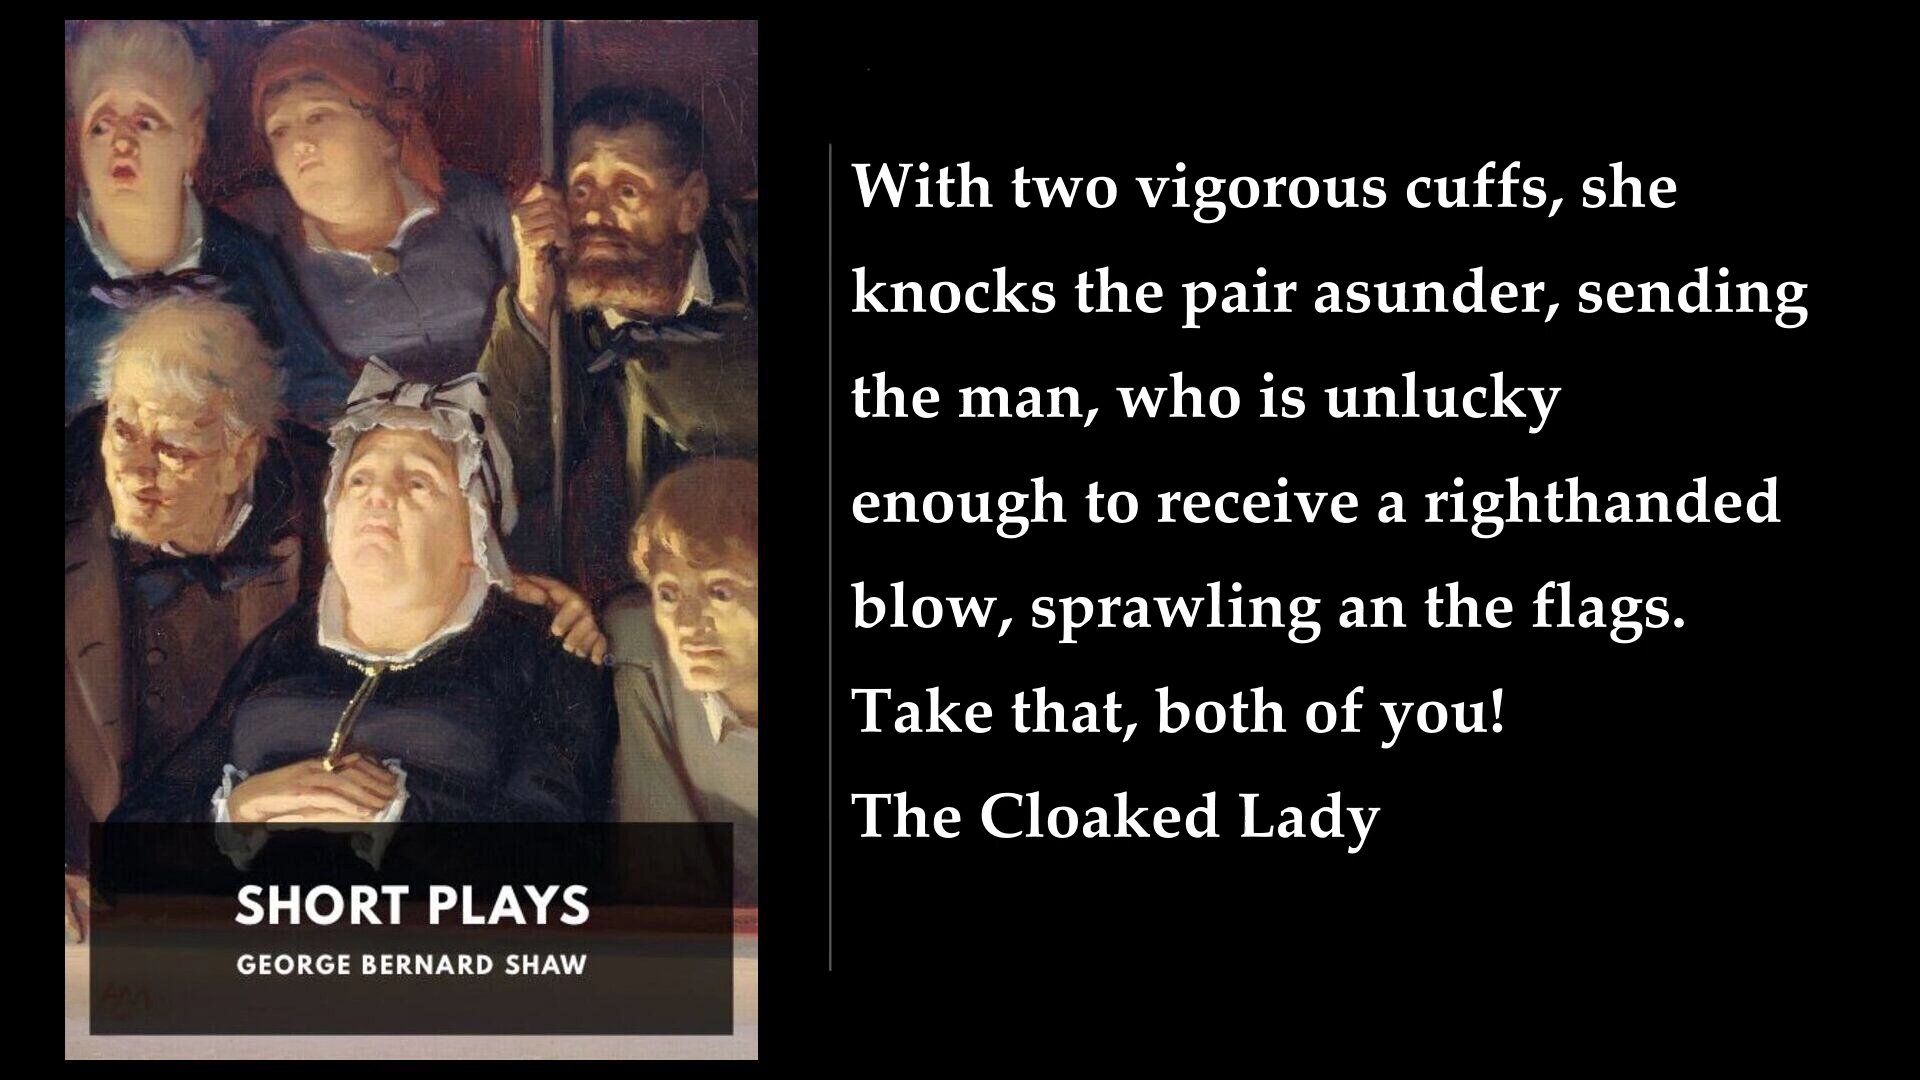 With two vigorous cuffs, she
knocks the pair asunder, sending
the man, who is unlucky
enough to receive a righthanded
blow, sprawling an the flags.
Take that, both of you!
The Cloaked Lady
SHORT PLAYS
GEORGE BERNARD SHAW